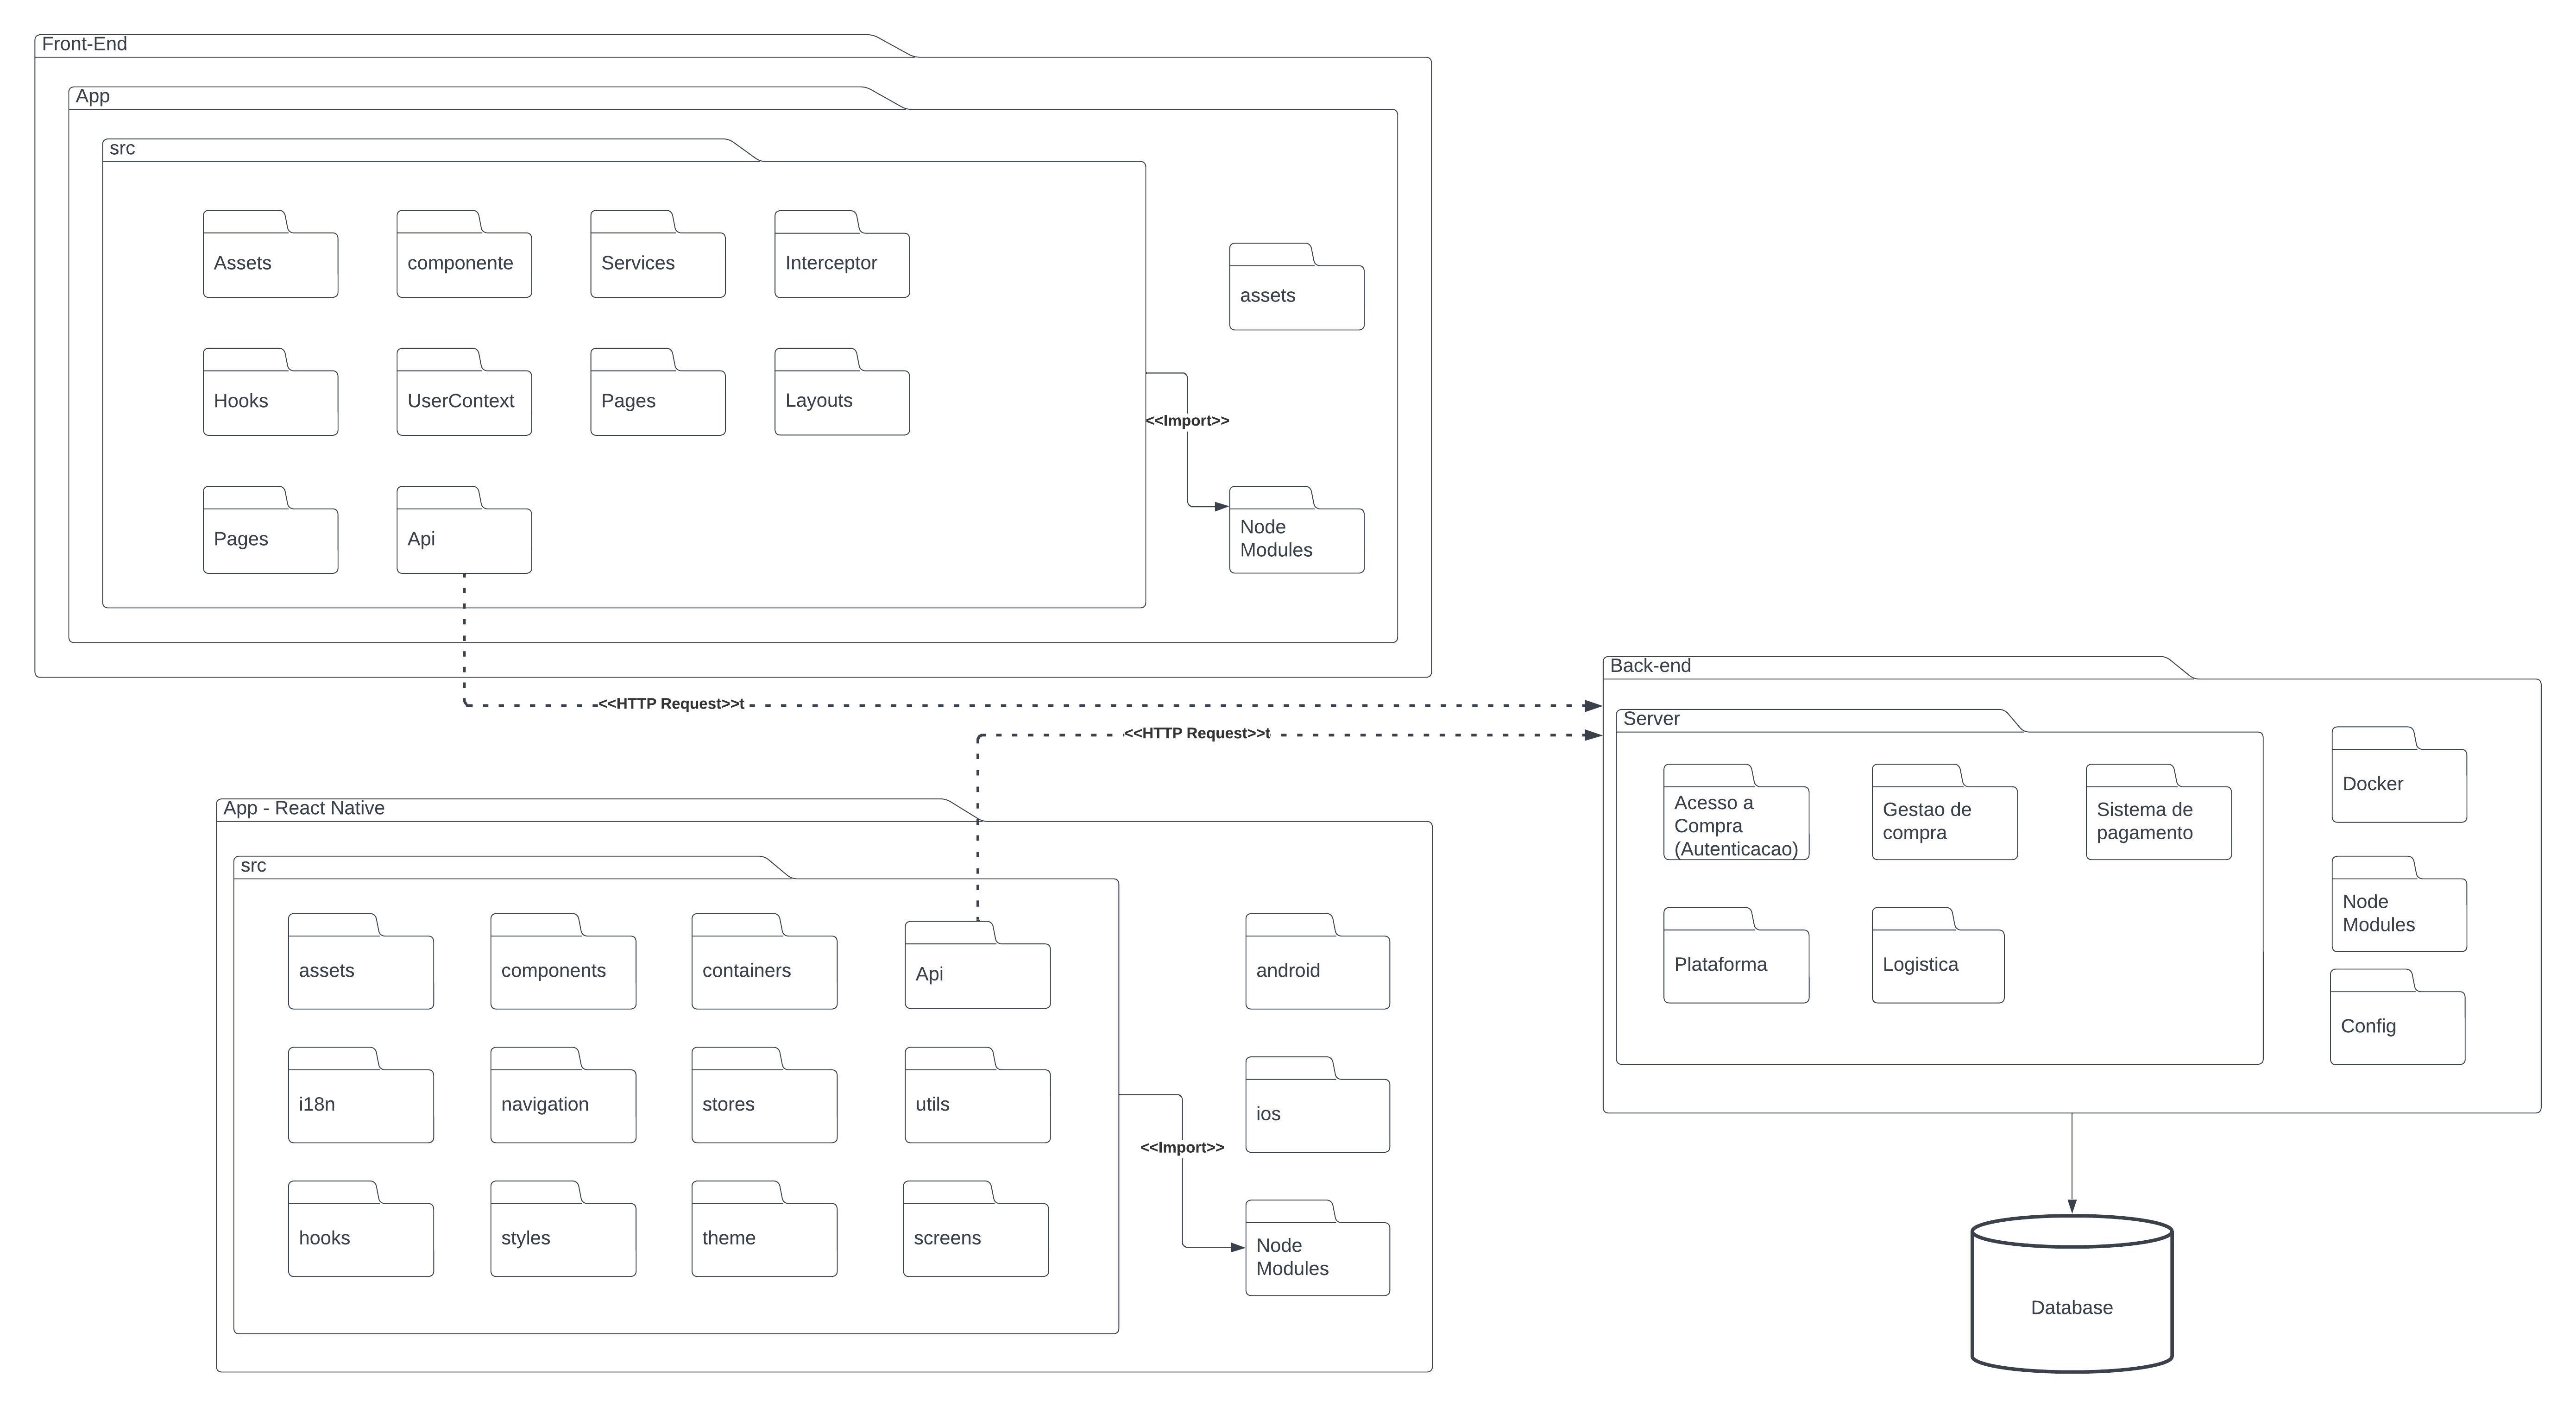 Front-End
App
src
Assets
componente
Services
Interceptor
assets
Hooks
UserContext
Pages
Layouts
<<Import>>
Pages
Api
Node
Modules
<<HTTP Request>>t
<<HTTP Request>>t
Back-end
Server
Acesso a
Compra
(Autenticacao)
Gestao de
compra
Sistema de
pagamento
Docker
Plataforma
Logistica
Node
Modules
Config
App - React Native
src
assets
components
containers
Api
android
i18n
navigation
stores
utils
ios
<<Import>>
hooks
styles
theme
screens
Node
Modules
Database